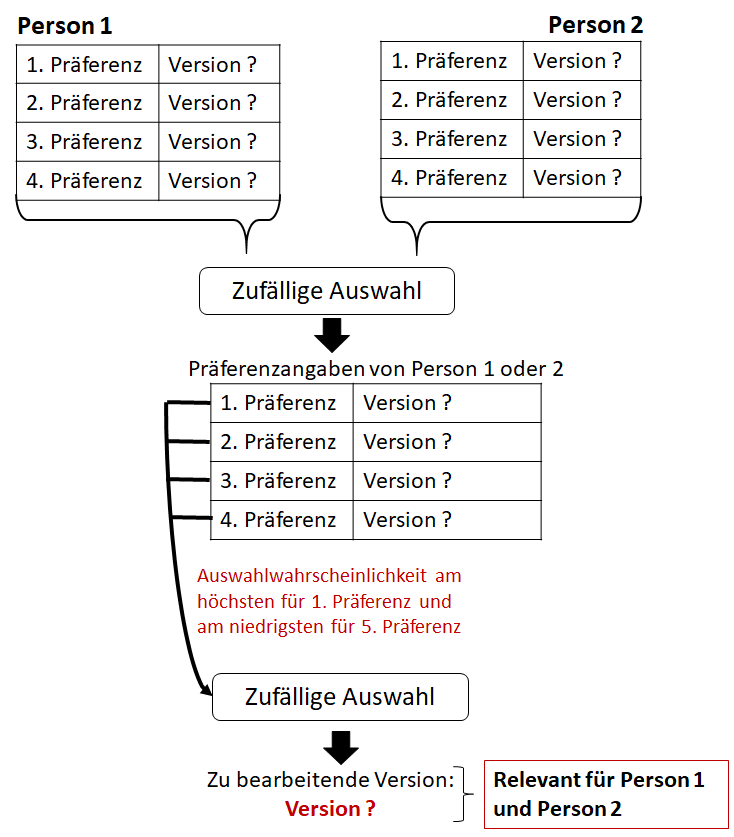 Person 1
1. Präferenz Version ?
2. Präferenz Version ?
3. Präferenz Version ?
4. Präferenz Version ?
Person 2
1. Präferenz Version ?
2. Präferenz Version ?
3. Präferenz Version ?
4. Präferenz Version ?
Zufällige Auswahl
Präferenzangaben von Person 1 oder 2
1. Präferenz Version ?
2. Präferenz Version ?
3. Präferenz Version ?
4. Präferenz Version ?
Auswahlwahrscheinlichkeit am
höchsten für 1. Präferenz und
am niedrigsten für 5. Präferenz
Zufällige Auswahl
Zu bearbeitende Version:
Version ?
Relevant für Person 1
und Person 2